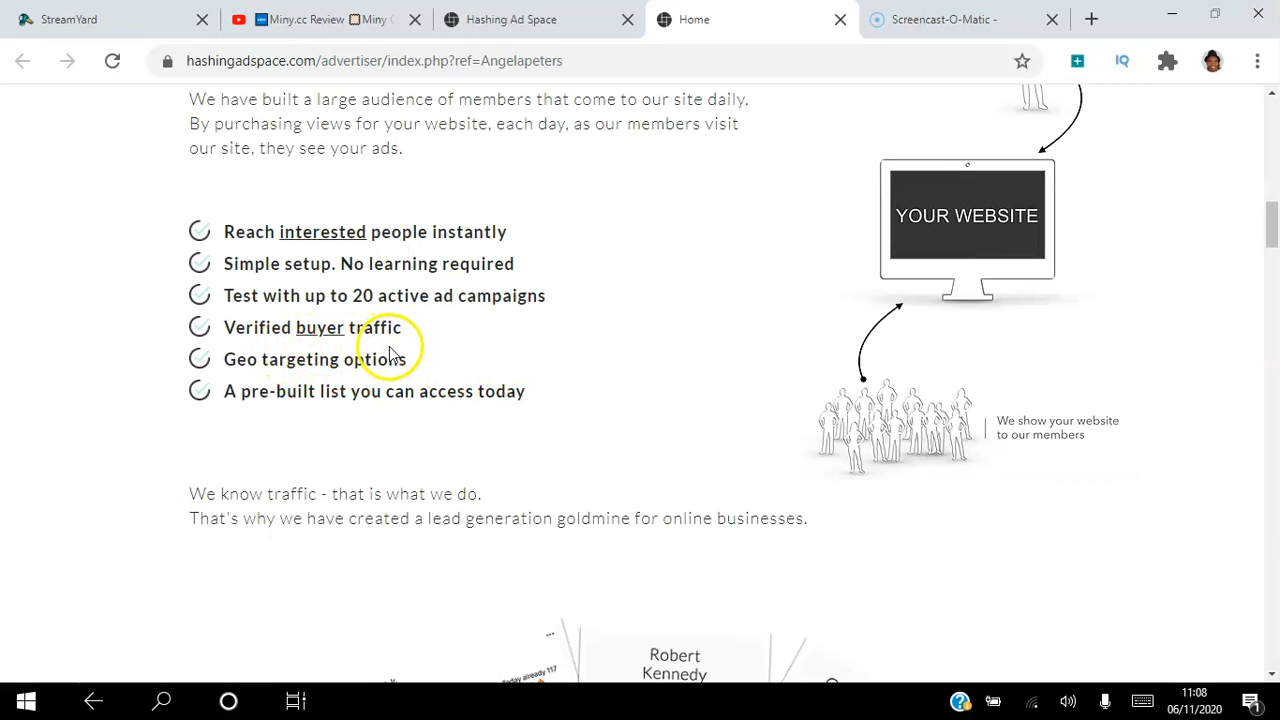 StreamYard
Miny.cc Review
Miny
Hashing Ad Space
Home
Screencast-O-Matic -
hashingadspace.com/advertiser/index.php?ref=Angelapeters
We have built a large audience of members that come to our site daily.
By purchasing views for your website, each day, as our members visit
our site, they see your ads.
Reach interested people instantly
Simple setup. No learning required
Test with up to 20 active ad campaigns
Verified buyer traffic
Geo targeting options
A pre-built list you can access today
YOUR WEBSITE
We show your website
to our members
We know traffic - that is what we do.
That's why we have created a lead generation goldmine for online businesses.
Robert
Kennedy
already 117
11:08
06/11/2020